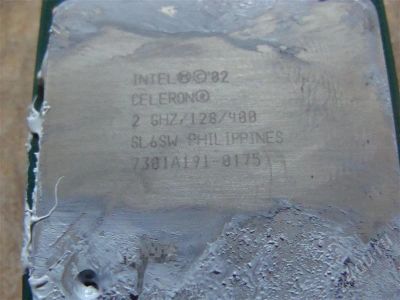 INTEL®©'02
CELERON®
2 GHZ/128/400
SL6SW PHILIPPINES
7301A191-0175